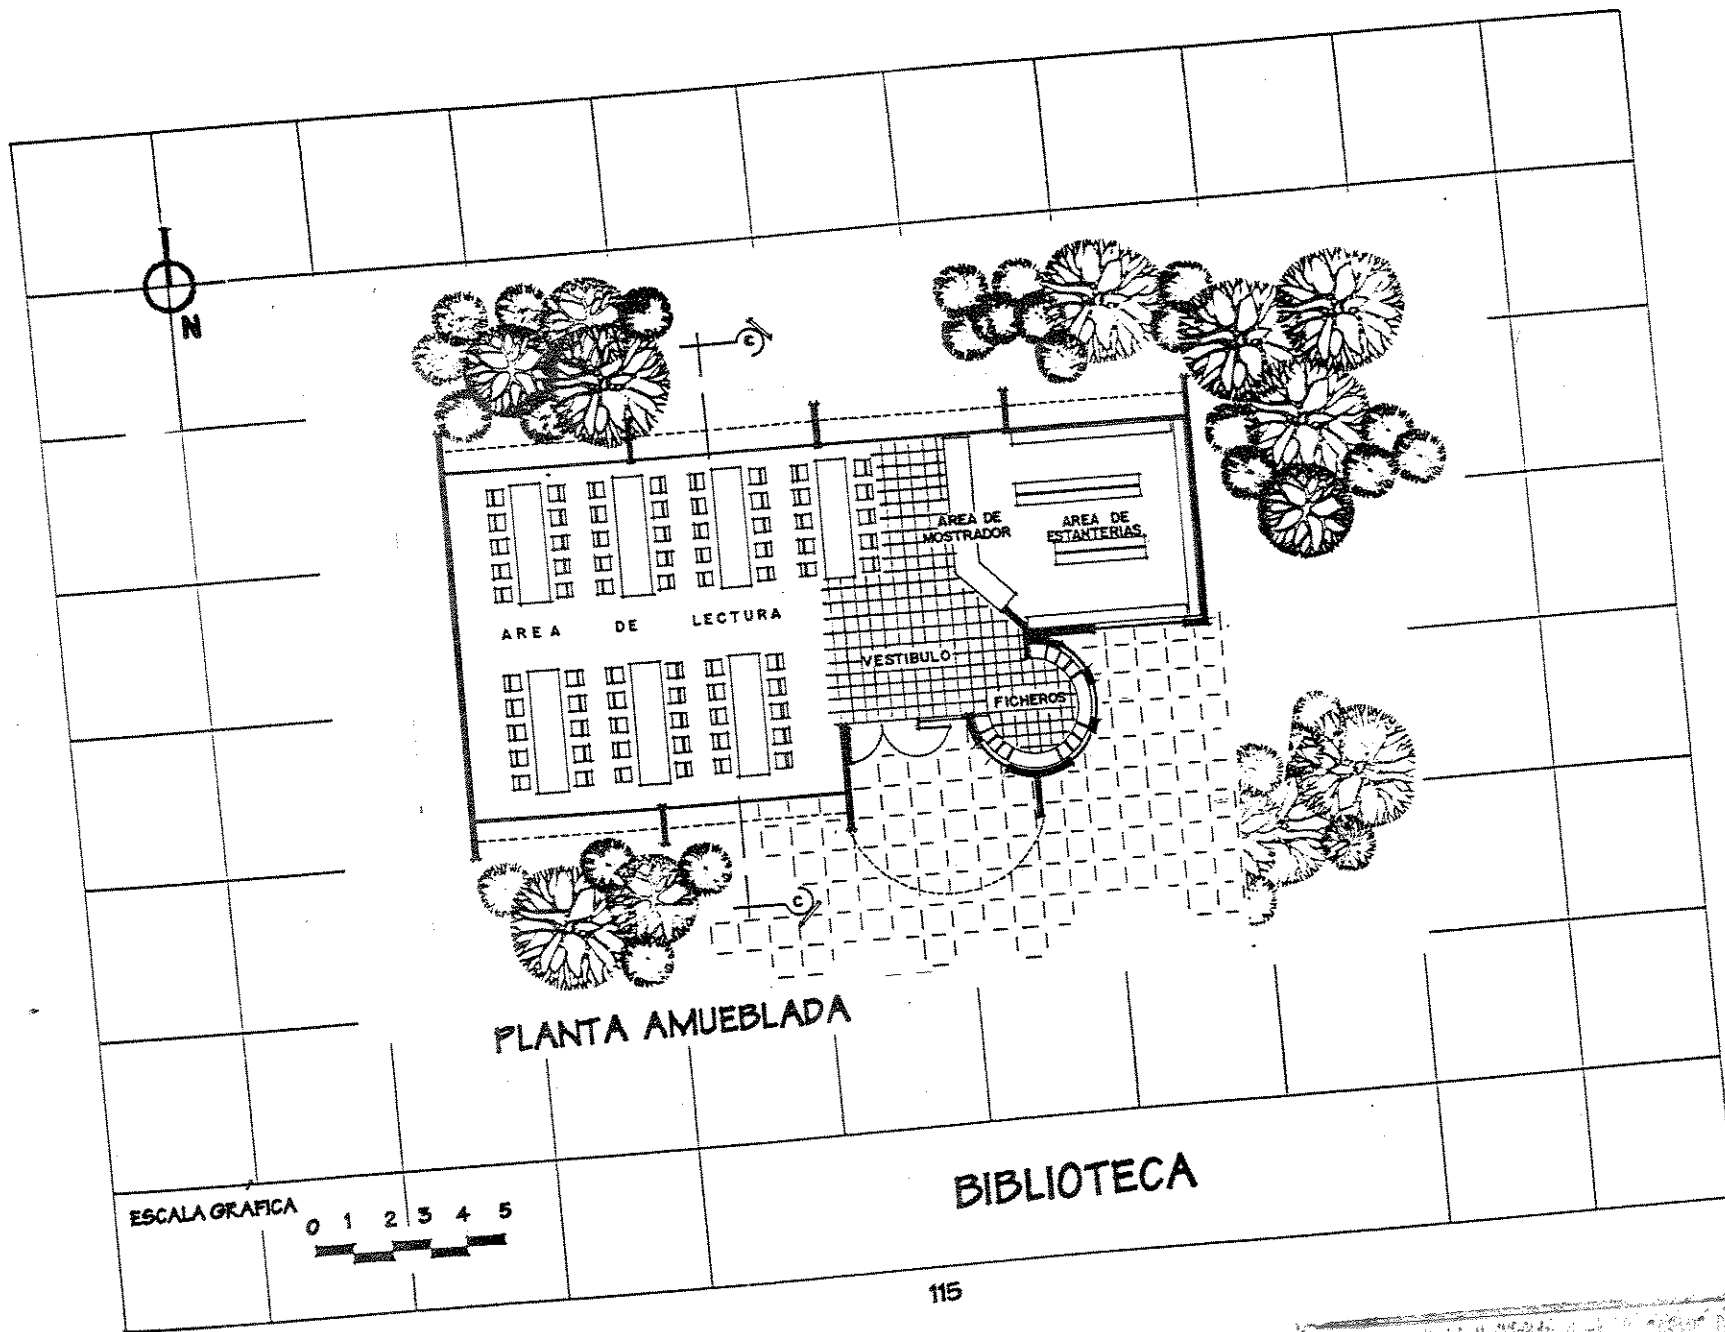 N
C
AREA DE
MOSTRADOR
AREA DE
ESTANTERIAS
AREA DE LECTURA
VESTIBULO
FICHEROS
C
PLANTA AMUEBLADA
BIBLIOTECA
ESCALA GRAFICA
0 1 2 3 4 5
115